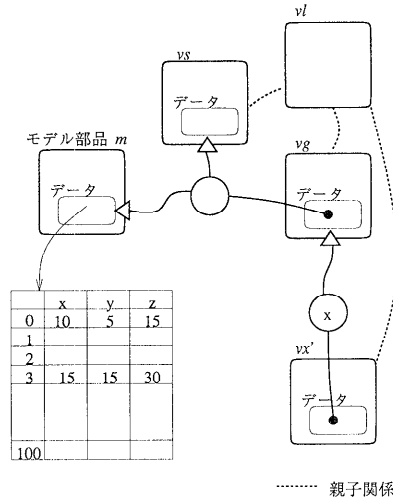 vl
vs
データ
モデル部品 m
データ
vg
データ
x y z
0 10 5 15
1
2
3 15 15 30
100
x
vx'
データ
親子関係